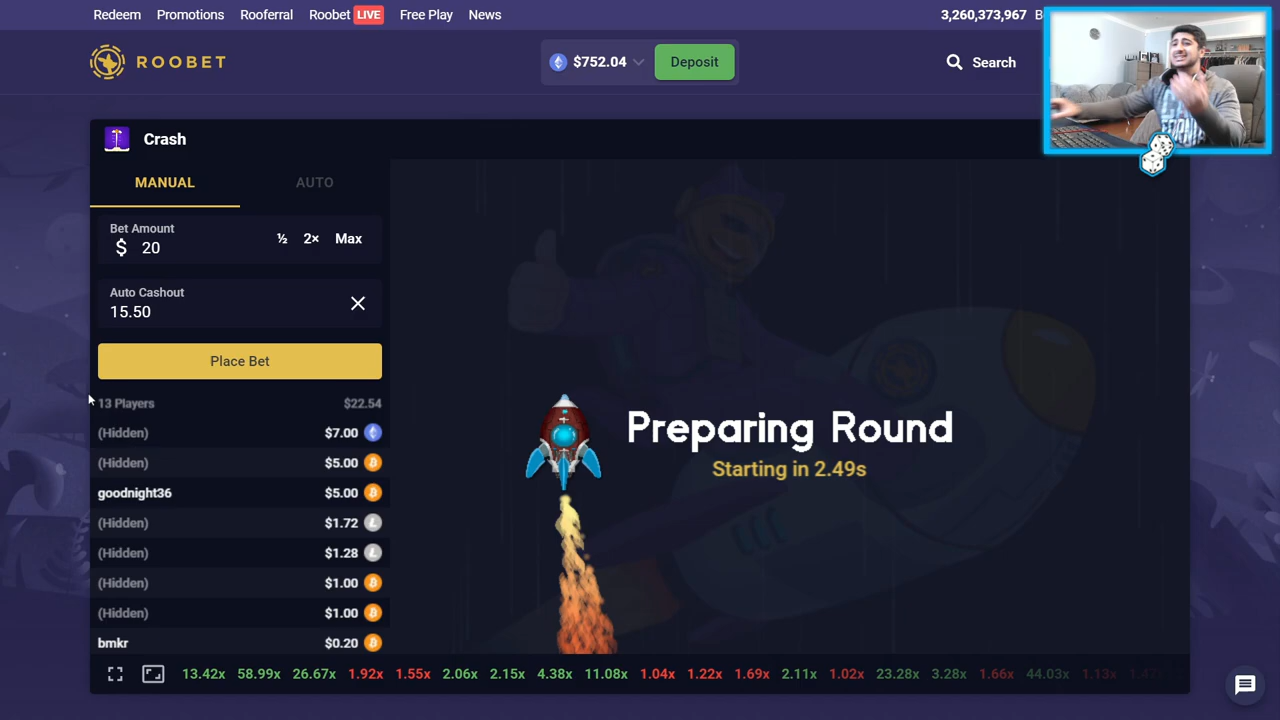 Redeem Promotions Rooferral Roobet LIVE Free Play News 3,260,373,967
ROOBET $752.04 Deposit Search
Crash
MANUAL AUTO
Bet Amount
$ 20 ½ 2× Max
Auto Cashout
15.50
Place Bet
13 Players $22.54
(Hidden) $7.00
(Hidden) $5.00
goodnight36 $5.00
(Hidden) $1.72
(Hidden) $1.28
(Hidden) $1.00
(Hidden) $1.00
bmkr $0.20
Preparing Round
Starting in 2.49s
13.42x 58.99x 26.67x 1.92x 1.55x 2.06x 2.15x 4.38x 11.08x 1.04x 1.22x 1.69x 2.11x 1.02x 23.28x 3.28x 1.66x 44.03x 1.13x